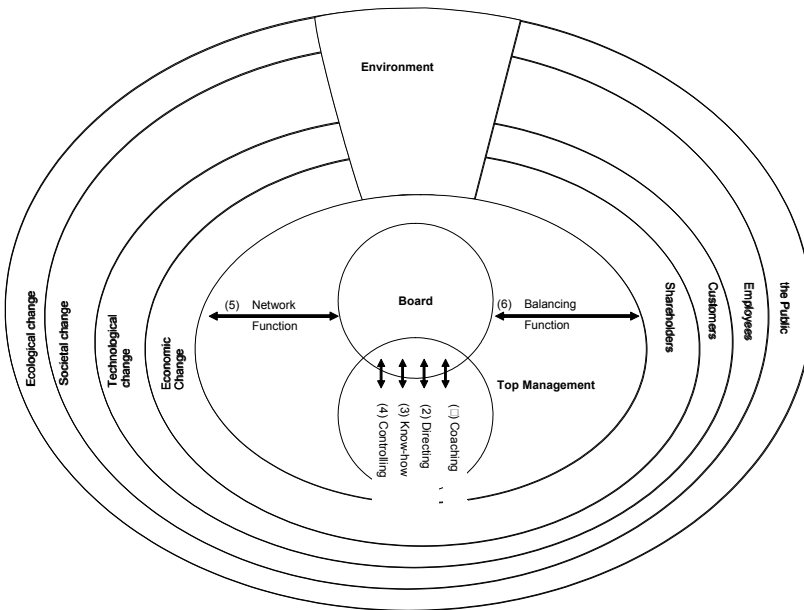 Environment
Ecological change
Societal change
Technological
change
Economic
Change
(5) Network
Function
Board
(6) Balancing
Function
Shareholders
Customers
Employees
the Public
Top Management
(4) Controlling
(3) Know-how
(2) Directing
(□) Coaching